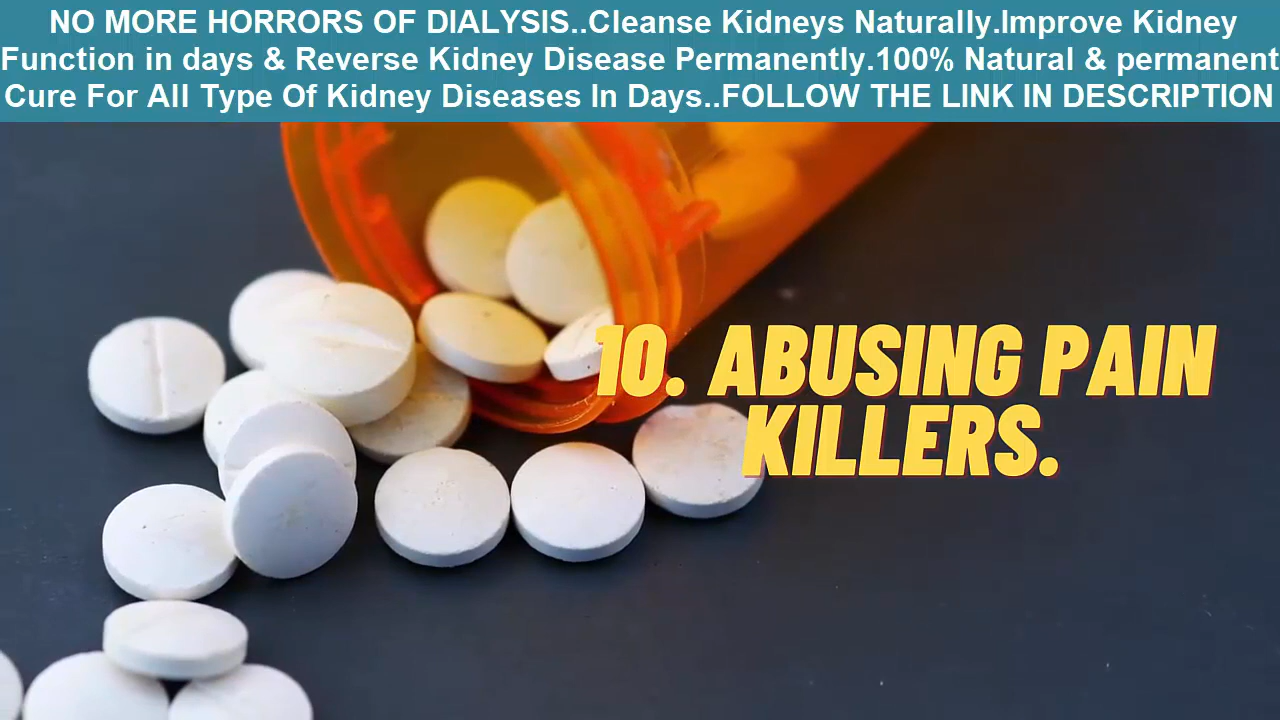 NO MORE HORRORS OF DIALYSIS..Cleanse Kidneys Naturally.Improve Kidney
Function in days & Reverse Kidney Disease Permanently.100% Natural & permanent
Cure For All Type Of Kidney Diseases In Days..FOLLOW THE LINK IN DESCRIPTION
10. ABUSING PAIN
KILLERS.